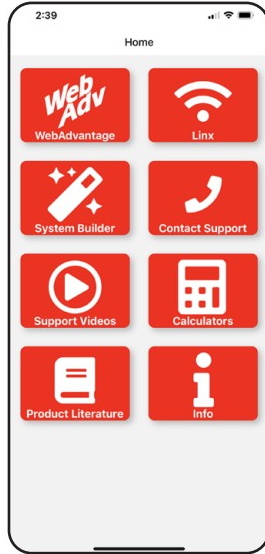 2:39
Home
Web
Adv
WebAdvantage
Linx
System Builder
Contact Support
Support Videos
Calculators
Product Literature
Info